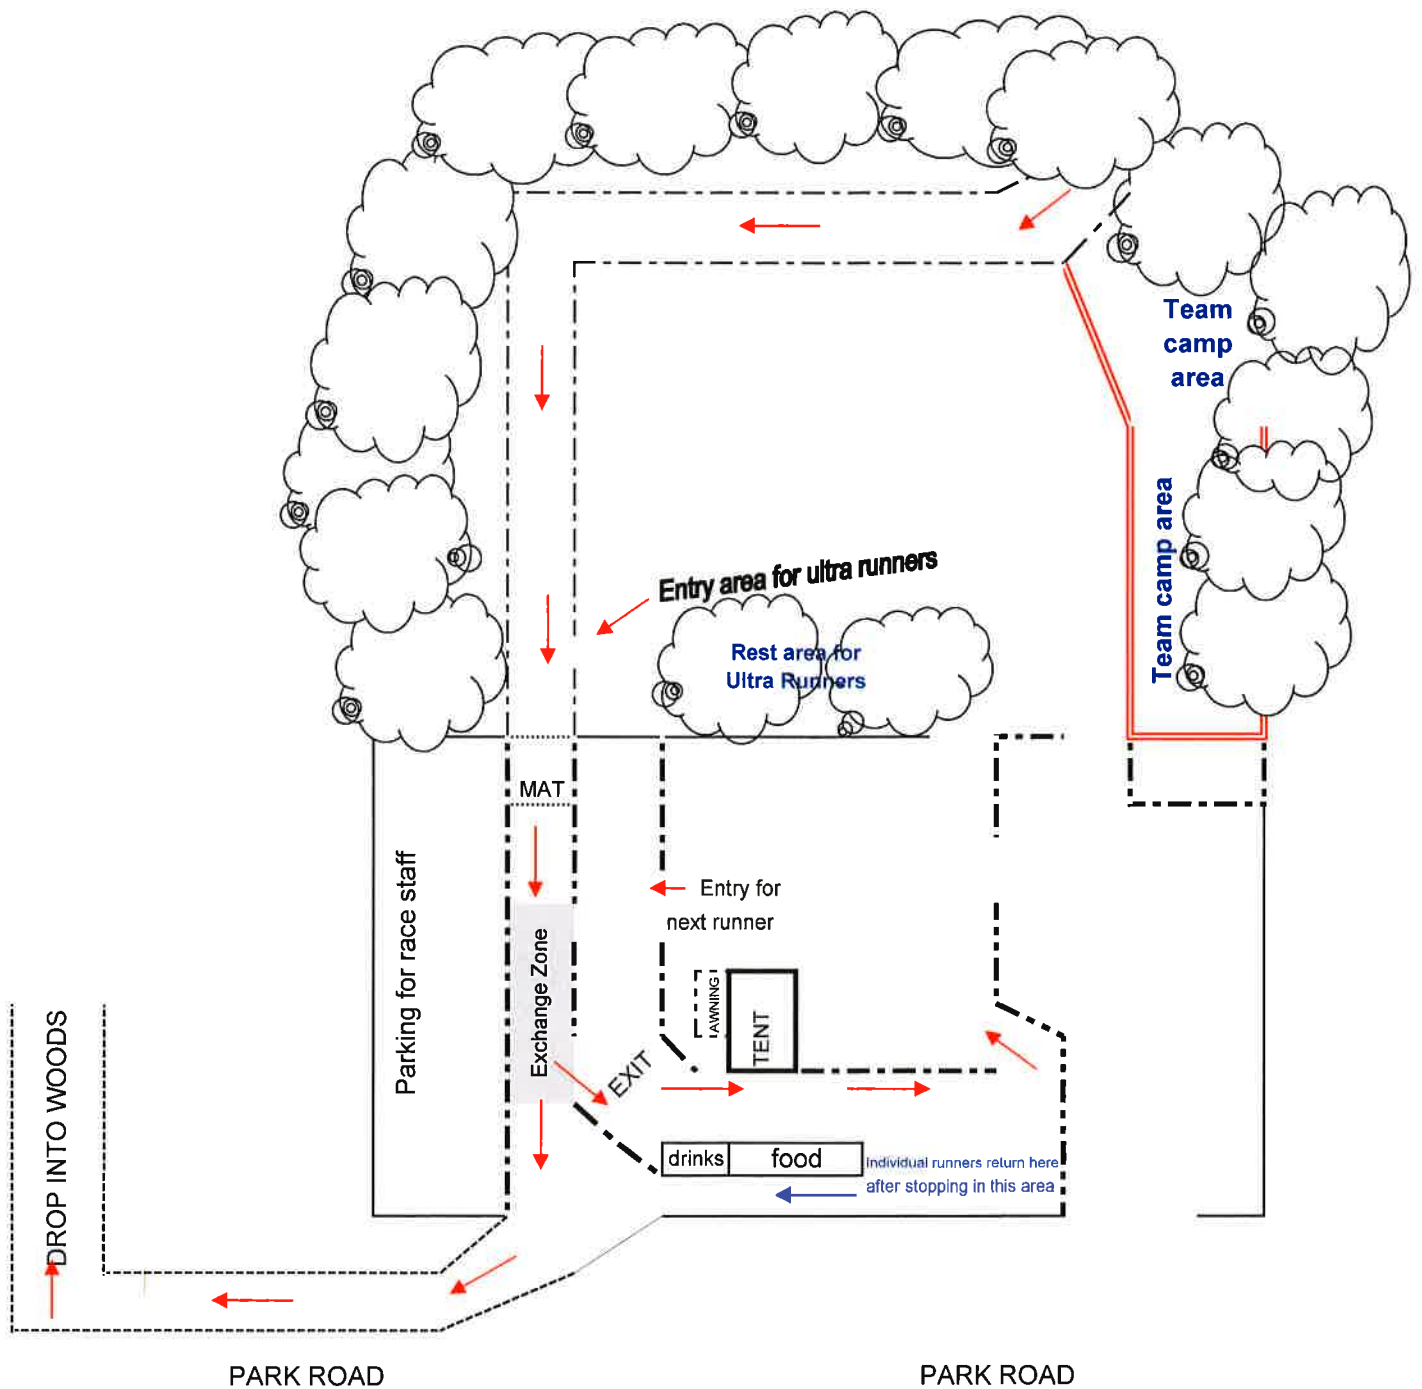 Team
camp
area
Team camp area
Entry area for ultra runners
Rest area for
Ultra Runners
MAT
Parking for race staff
Entry for
next runner
Exchange Zone
AWNING
TENT
EXIT
DROP INTO WOODS
drinks
food
Individual runners return here
after stopping in this area
PARK ROAD
PARK ROAD